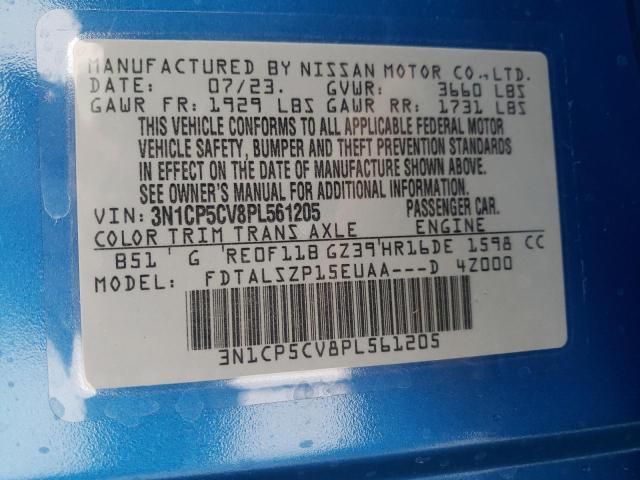 MANUFACTURED BY NISSAN MOTOR CO.,LTD.
DATE: 07/23. GVWR: 3660 LBS
GAWR FR: 1929 LBS GAWR RR: 1731 LBS
THIS VEHICLE CONFORMS TO ALL APPLICABLE FEDERAL MOTOR
VEHICLE SAFETY, BUMPER AND THEFT PREVENTION STANDARDS
IN EFFECT ON THE DATE OF MANUFACTURE SHOWN ABOVE.
SEE OWNER'S MANUAL FOR ADDITIONAL INFORMATION.
VIN: 3N1CP5CV8PL561205 PASSENGER CAR.
COLOR TRIM TRANS AXLE ENGINE
B51 G RE0F11B GZ39 HR16DE 1598 CC
MODEL: FDTALSZP15EUAA---D 4Z000
3N1CP5CV8PL561205